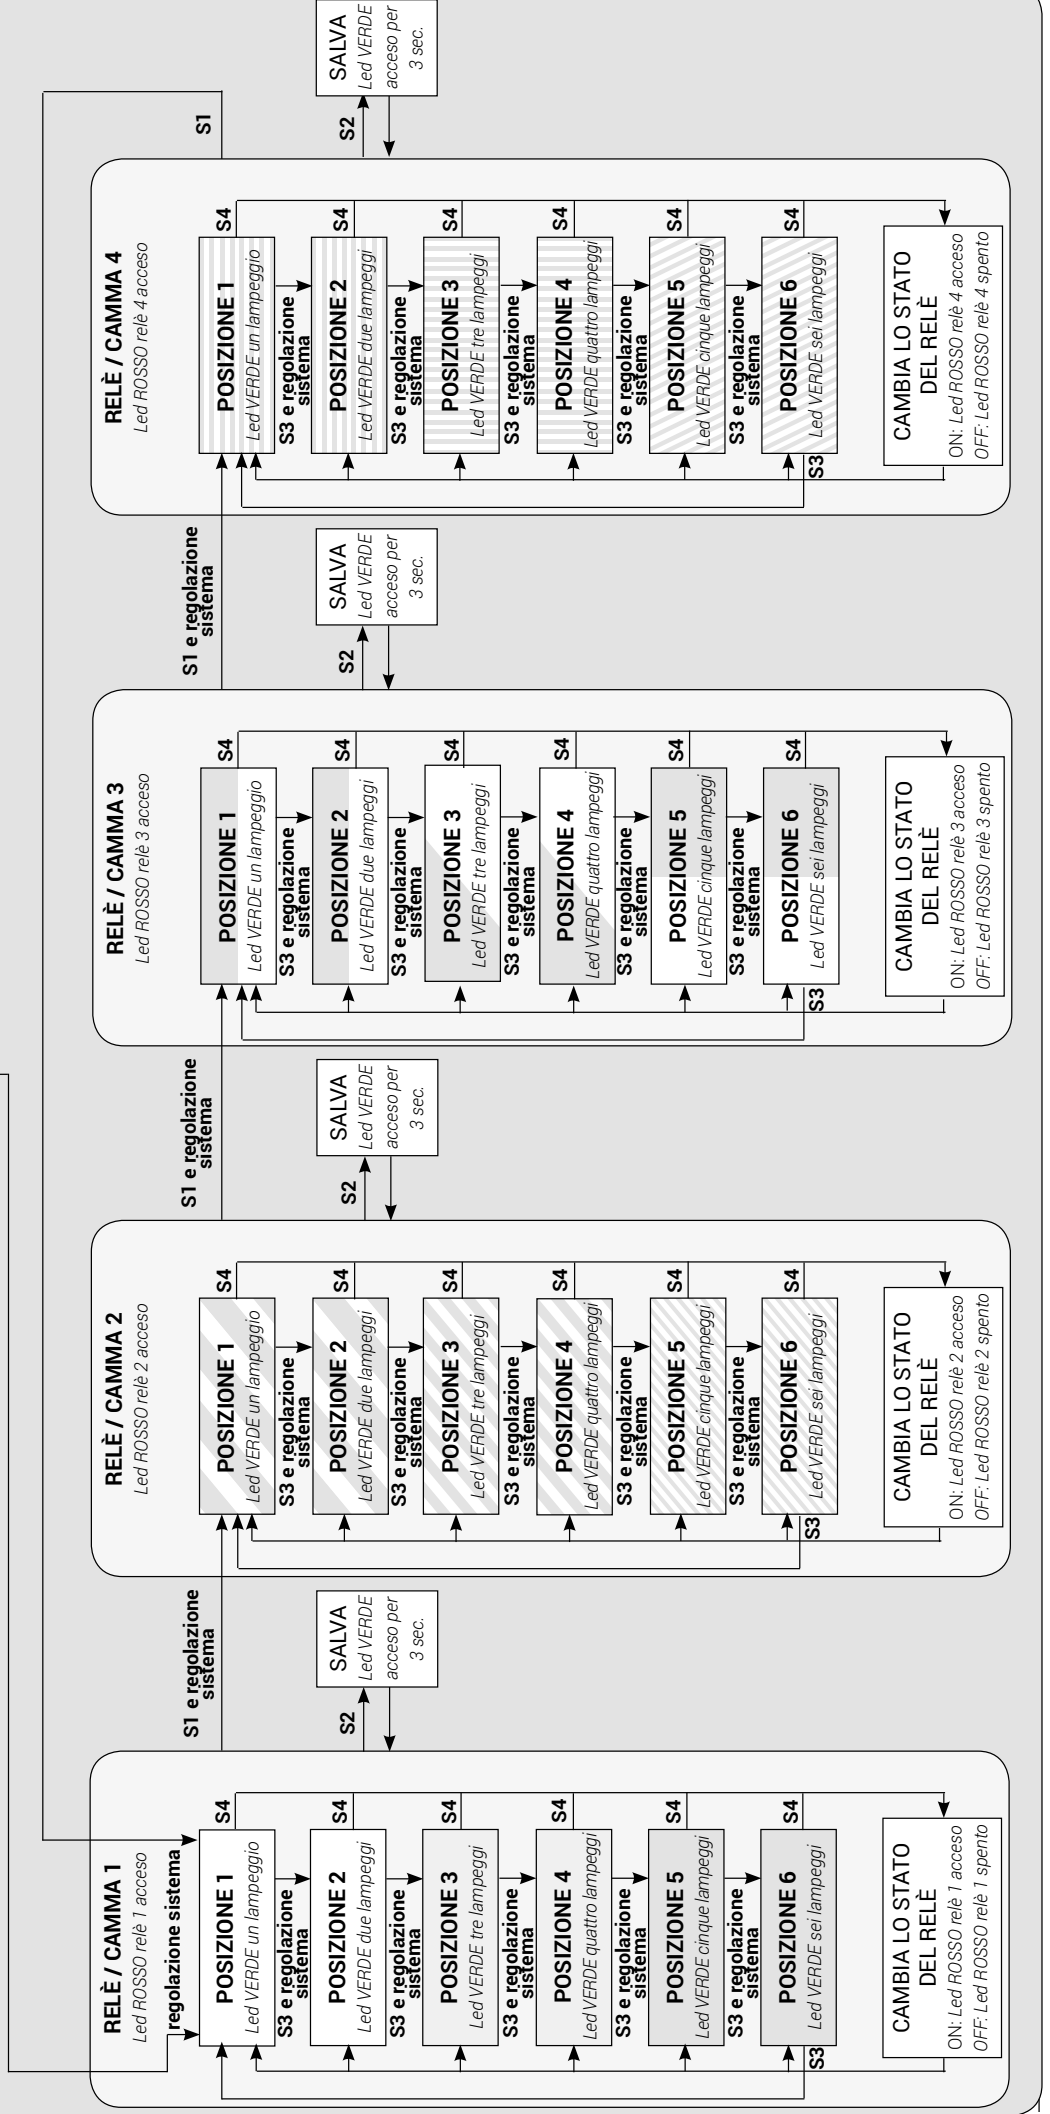 RELÈ / CAMMA 1
Led ROSSO relè 1 acceso
regolazione sistema
POSIZIONE 1
Led VERDE un lampeggio
S4
S3 e regolazione
sistema
POSIZIONE 2
Led VERDE due lampeggi
S4
S3 e regolazione
sistema
POSIZIONE 3
Led VERDE tre lampeggi
S4
S3 e regolazione
sistema
POSIZIONE 4
Led VERDE quattro lampeggi
S4
S3 e regolazione
sistema
POSIZIONE 5
Led VERDE cinque lampeggi
S4
S3 e regolazione
sistema
POSIZIONE 6
Led VERDE sei lampeggi
S4
S3
CAMBIA LO STATO
DEL RELÈ
ON: Led ROSSO relè 1 acceso
OFF: Led ROSSO relè 1 spento
S1 e regolazione
sistema
S2
SALVA
Led VERDE
acceso per
3 sec.
RELÈ / CAMMA 2
Led ROSSO relè 2 acceso
POSIZIONE 1
Led VERDE un lampeggio
S4
S3 e regolazione
sistema
POSIZIONE 2
Led VERDE due lampeggi
S4
S3 e regolazione
sistema
POSIZIONE 3
Led VERDE tre lampeggi
S4
S3 e regolazione
sistema
POSIZIONE 4
Led VERDE quattro lampeggi
S4
S3 e regolazione
sistema
POSIZIONE 5
Led VERDE cinque lampeggi
S4
S3 e regolazione
sistema
POSIZIONE 6
Led VERDE sei lampeggi
S4
S3
CAMBIA LO STATO
DEL RELÈ
ON: Led ROSSO relè 2 acceso
OFF: Led ROSSO relè 2 spento
S1 e regolazione
sistema
S2
SALVA
Led VERDE
acceso per
3 sec.
RELÈ / CAMMA 3
Led ROSSO relè 3 acceso
POSIZIONE 1
Led VERDE un lampeggio
S4
S3 e regolazione
sistema
POSIZIONE 2
Led VERDE due lampeggi
S4
S3 e regolazione
sistema
POSIZIONE 3
Led VERDE tre lampeggi
S4
S3 e regolazione
sistema
POSIZIONE 4
Led VERDE quattro lampeggi
S4
S3 e regolazione
sistema
POSIZIONE 5
Led VERDE cinque lampeggi
S4
S3 e regolazione
sistema
POSIZIONE 6
Led VERDE sei lampeggi
S4
S3
CAMBIA LO STATO
DEL RELÈ
ON: Led ROSSO relè 3 acceso
OFF: Led ROSSO relè 3 spento
S1 e regolazione
sistema
S2
SALVA
Led VERDE
acceso per
3 sec.
RELÈ / CAMMA 4
Led ROSSO relè 4 acceso
POSIZIONE 1
Led VERDE un lampeggio
S4
S3 e regolazione
sistema
POSIZIONE 2
Led VERDE due lampeggi
S4
S3 e regolazione
sistema
POSIZIONE 3
Led VERDE tre lampeggi
S4
S3 e regolazione
sistema
POSIZIONE 4
Led VERDE quattro lampeggi
S4
S3 e regolazione
sistema
POSIZIONE 5
Led VERDE cinque lampeggi
S4
S3 e regolazione
sistema
POSIZIONE 6
Led VERDE sei lampeggi
S4
S3
CAMBIA LO STATO
DEL RELÈ
ON: Led ROSSO relè 4 acceso
OFF: Led ROSSO relè 4 spento
S1
S2
SALVA
Led VERDE
acceso per
3 sec.